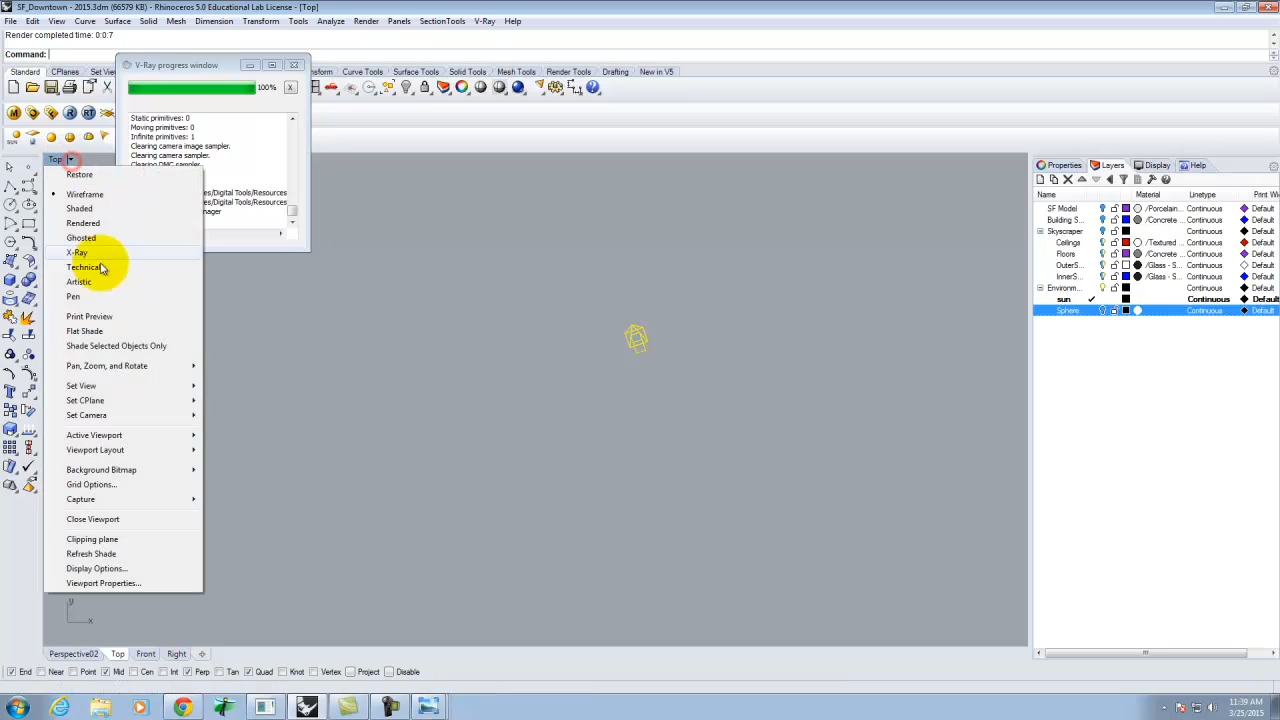 SF_Downtown - 2015.3dm (66579 KB) - Rhinoceros 5.0 Educational Lab License - [Top]
File Edit View Curve Surface Solid Mesh Dimension Transform Tools Analyze Render Panels SectionTools V-Ray Help
Render completed time: 0:0:7
Command:
V-Ray progress window
Standard CPlanes Set Vie nsform Curve Tools Surface Tools Solid Tools Mesh Tools Render Tools Drafting New in V5
100% X
Static primitives: 0
Moving primitives: 0
Infinite primitives: 1
Clearing camera image sampler.
Clearing camera sampler.
Clearing DMC sampler.
es/Digital Tools/Resources
es/Digital Tools/Resources
nager
M R RT
SUN
Top
Restore
Wireframe
Shaded
Rendered
Ghosted
X-Ray
Technical
Artistic
Pen
Print Preview
Flat Shade
Shade Selected Objects Only
Pan, Zoom, and Rotate
Set View
Set CPlane
Set Camera
Active Viewport
Viewport Layout
Background Bitmap
Grid Options...
Capture
Close Viewport
Clipping plane
Refresh Shade
Display Options...
Viewport Properties...
y
x
Properties Layers Display Help
Name Material Linetype Print Wi
SF Model /Porcelain Continuous Default
Building S... /Concrete Continuous Default
Skyscraper Continuous Default
Ceilings /Textured Continuous Default
Floors /Concrete Continuous Default
OuterS... /Glass - S Continuous Default
InnerS... /Glass - S Continuous Default
Environm... Continuous Default
sun Continuous Default
Sphere Continuous Default
Perspective02 Top Front Right
End Near Point Mid Cen Int Perp Tan Quad Knot Vertex Project Disable
11:39 AM
3/25/2015